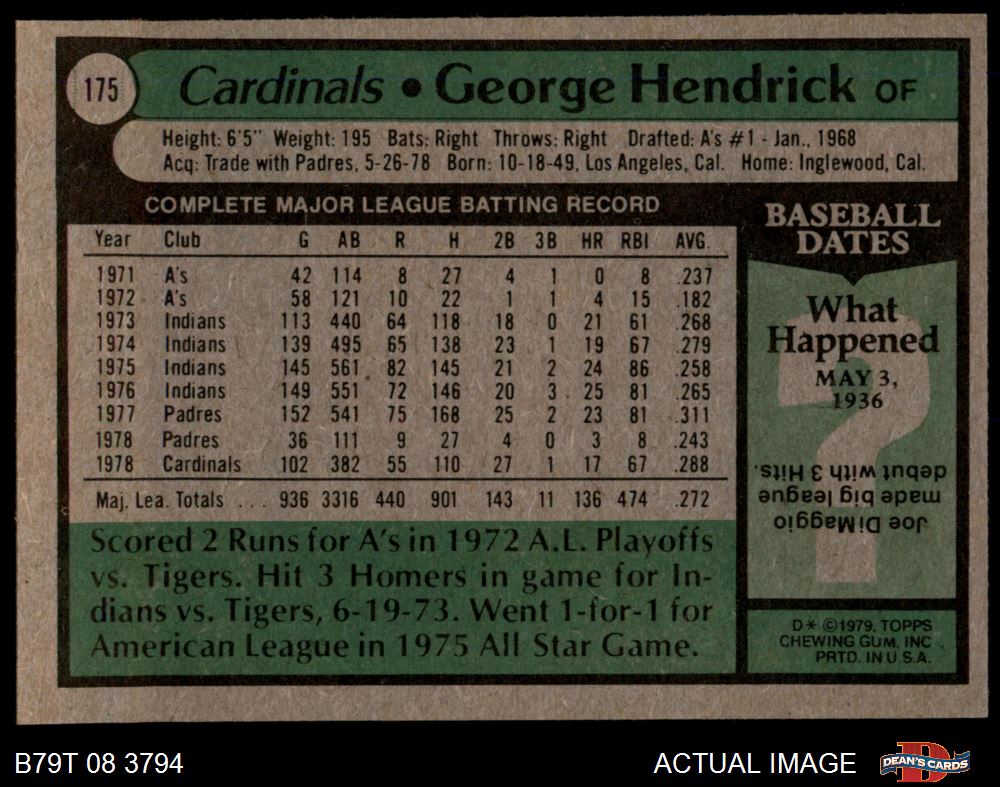 175
Cardinals • George Hendrick OF
Height: 6'5" Weight: 195 Bats: Right Throws: Right Drafted: A's #1 - Jan., 1968
Acq: Trade with Padres, 5-26-78 Born: 10-18-49, Los Angeles, Cal. Home: Inglewood, Cal.
COMPLETE MAJOR LEAGUE BATTING RECORD
Year Club G AB R H 2B 3B HR RBI AVG.
1971 A's 42 114 8 27 4 1 0 8 .237
1972 A's 58 121 10 22 1 1 4 15 .182
1973 Indians 113 440 64 118 18 0 21 61 .268
1974 Indians 139 495 65 138 23 1 19 67 .279
1975 Indians 145 561 82 145 21 2 24 86 .258
1976 Indians 149 551 72 146 20 3 25 81 .265
1977 Padres 152 541 75 168 25 2 23 81 .311
1978 Padres 36 111 9 27 4 0 3 8 .243
1978 Cardinals 102 382 55 110 27 1 17 67 .288
Maj. Lea. Totals ... 936 3316 440 901 143 11 136 474 .272
Scored 2 Runs for A's in 1972 A.L. Playoffs
vs. Tigers. Hit 3 Homers in game for In-
dians vs. Tigers, 6-19-73. Went 1-for-1 for
American League in 1975 All Star Game.
BASEBALL
DATES
What
Happened
MAY 3,
1936
Joe DiMaggio
made big league
debut with 3 Hits.
D* ©1979, TOPPS
CHEWING GUM, INC
PRTD. IN U.S.A.
B79T 08 3794
ACTUAL IMAGE
D
DEAN'S CARDS